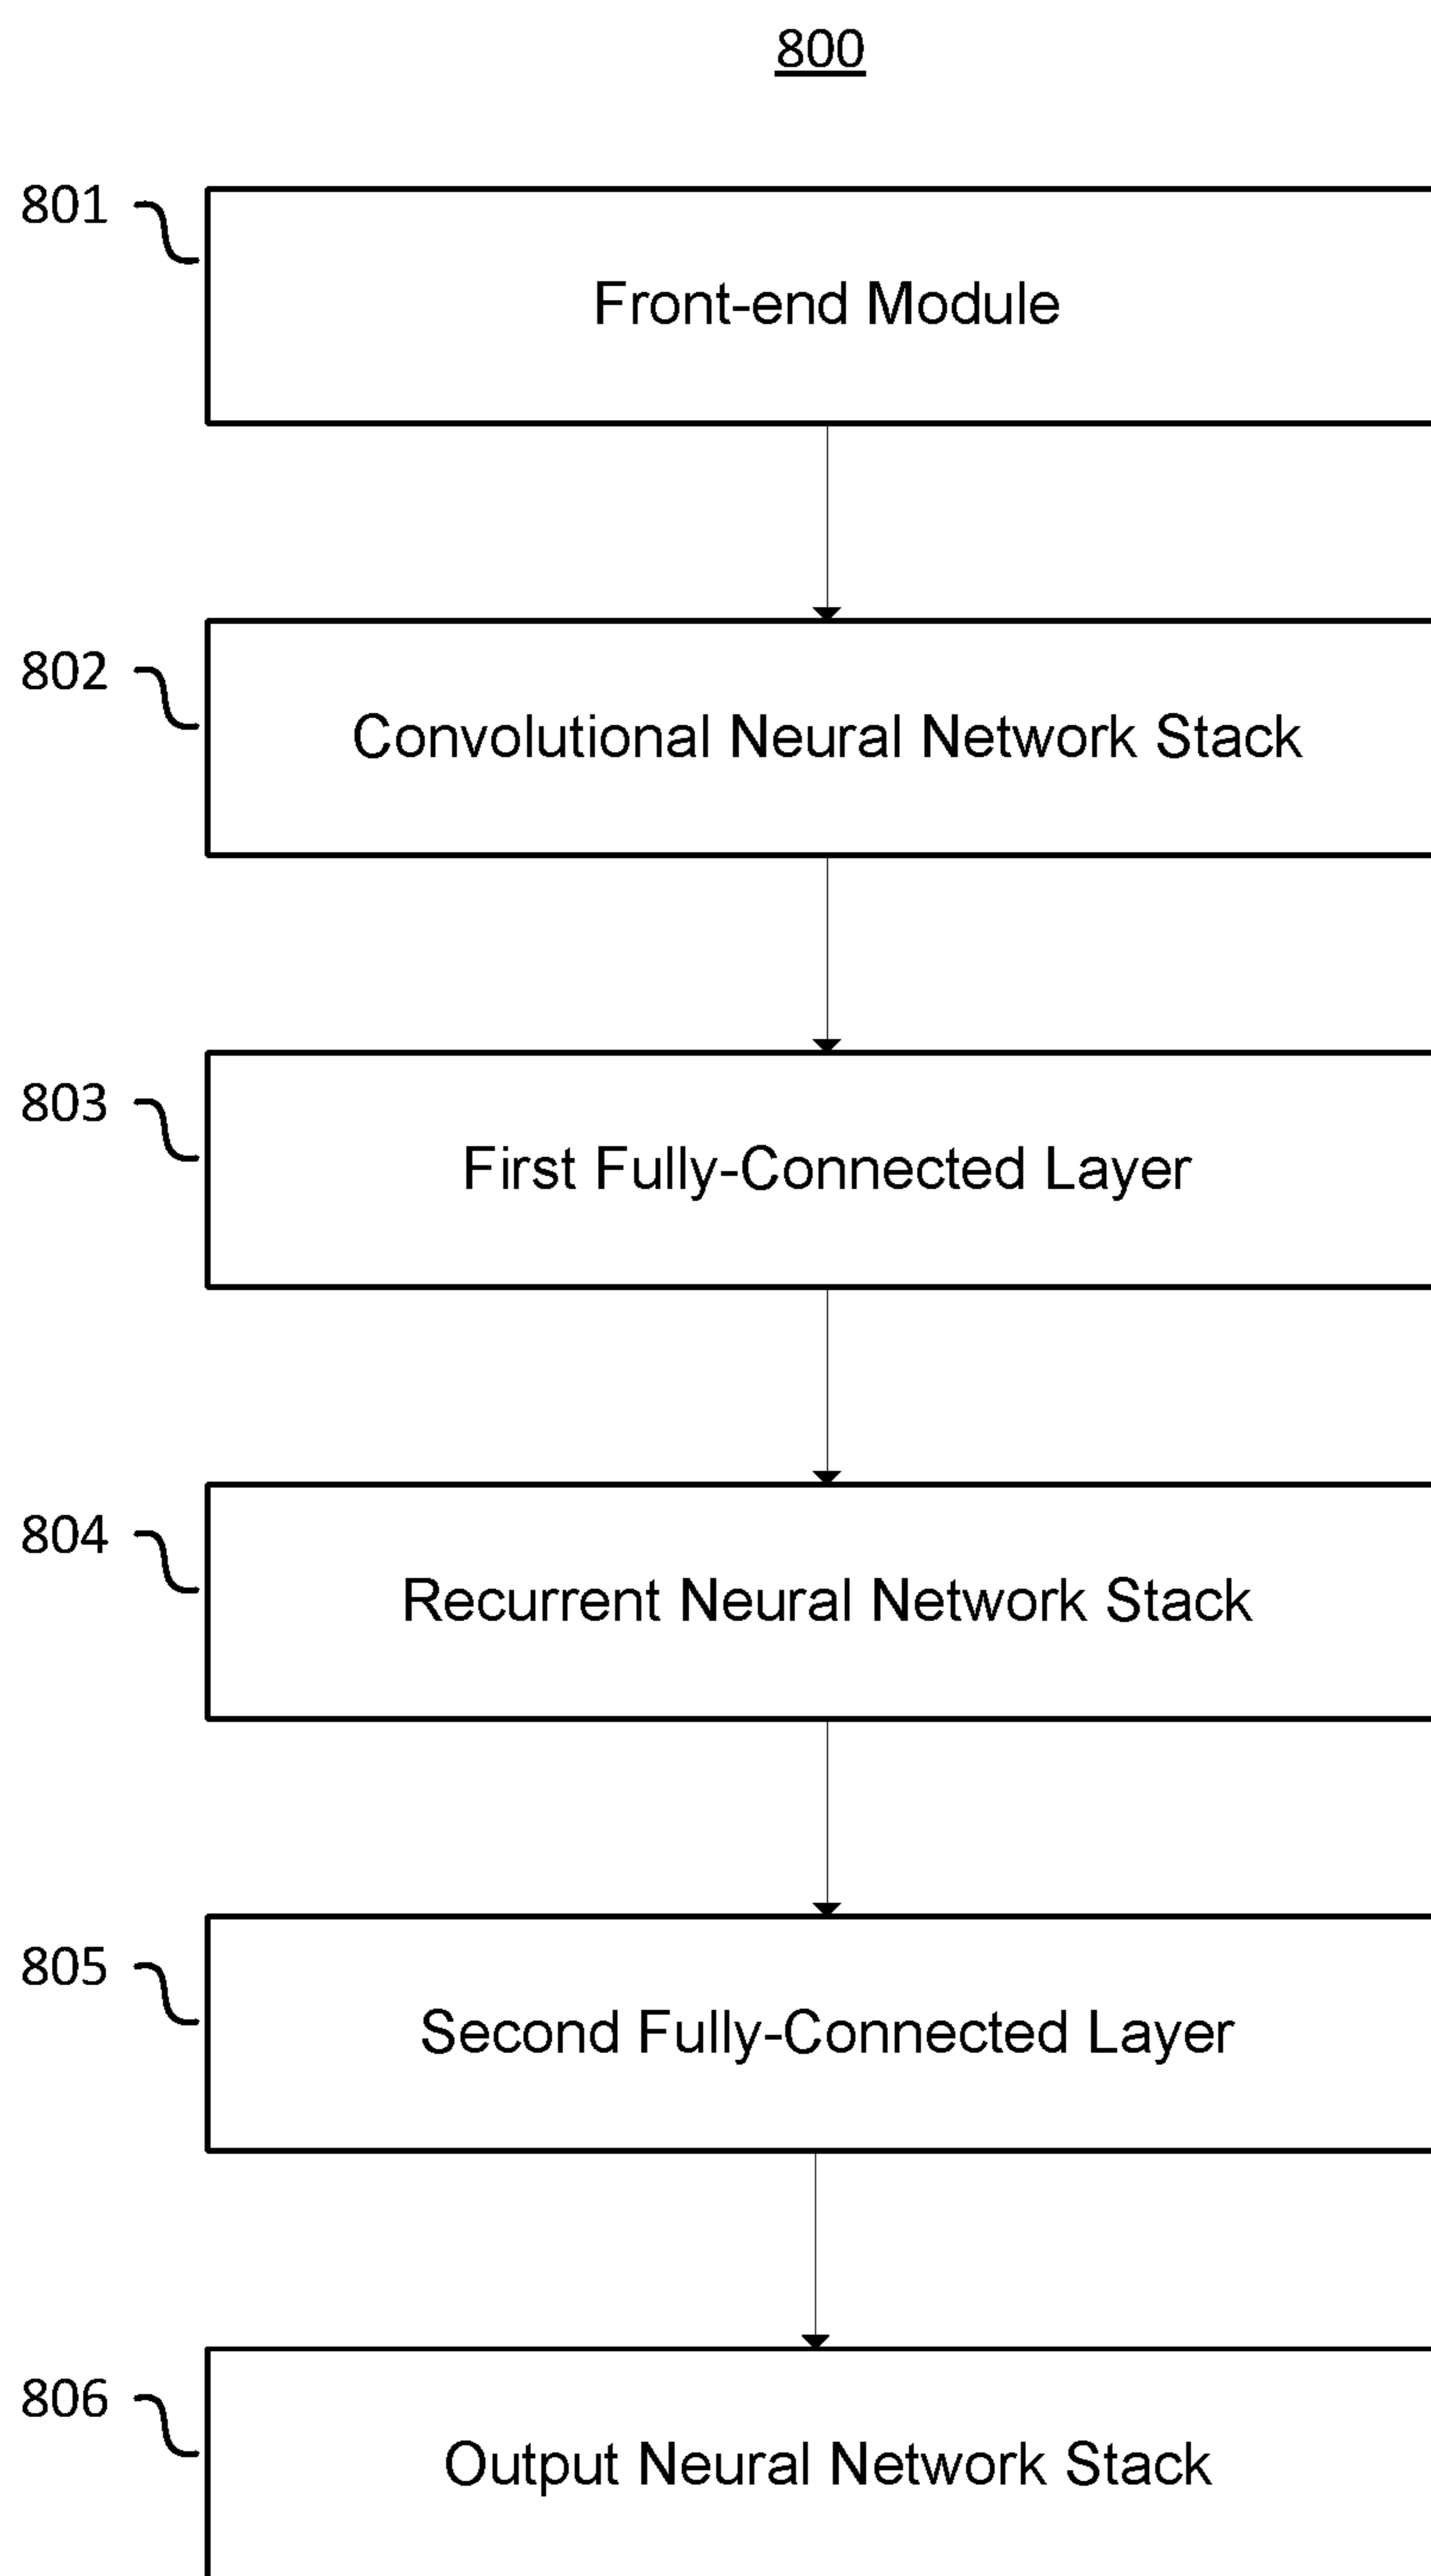 800
801
Front-end Module
802
Convolutional Neural Network Stack
803
First Fully-Connected Layer
804
Recurrent Neural Network Stack
805
Second Fully-Connected Layer
806
Output Neural Network Stack